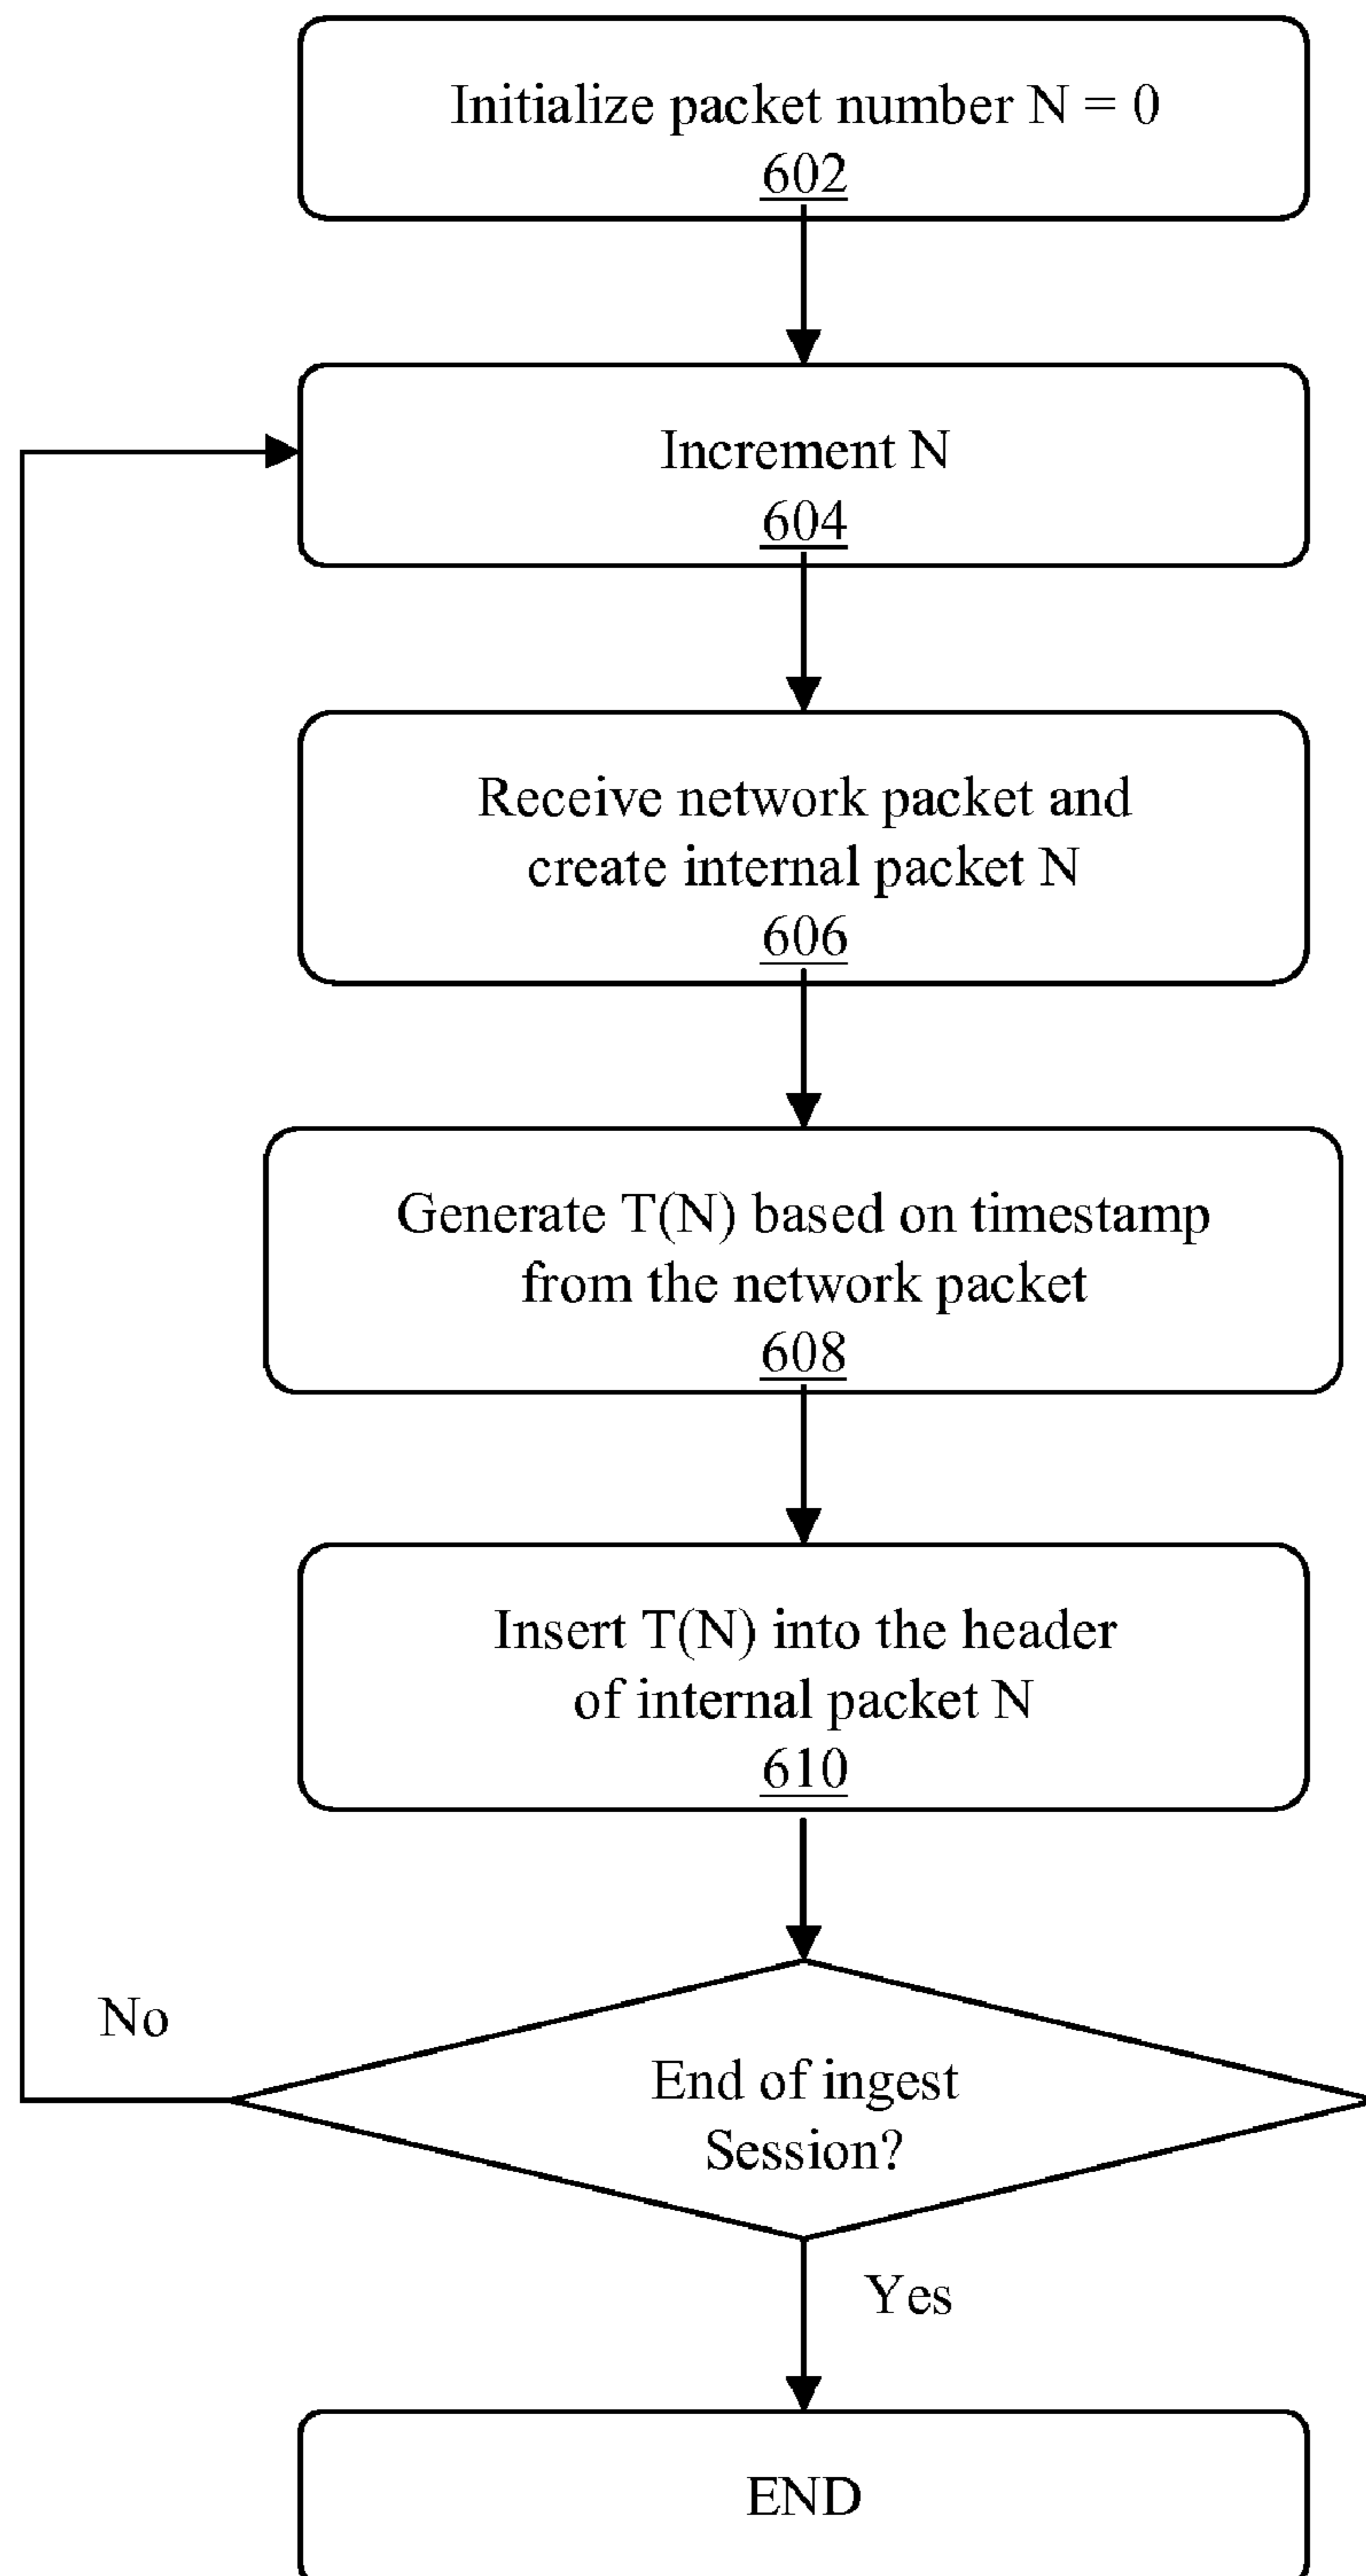 Initialize packet number N = 0
602
Increment N
604
Receive network packet and
create internal packet N
606
Generate T(N) based on timestamp
from the network packet
608
Insert T(N) into the header
of internal packet N
610
No
End of ingest
Session?
Yes
END